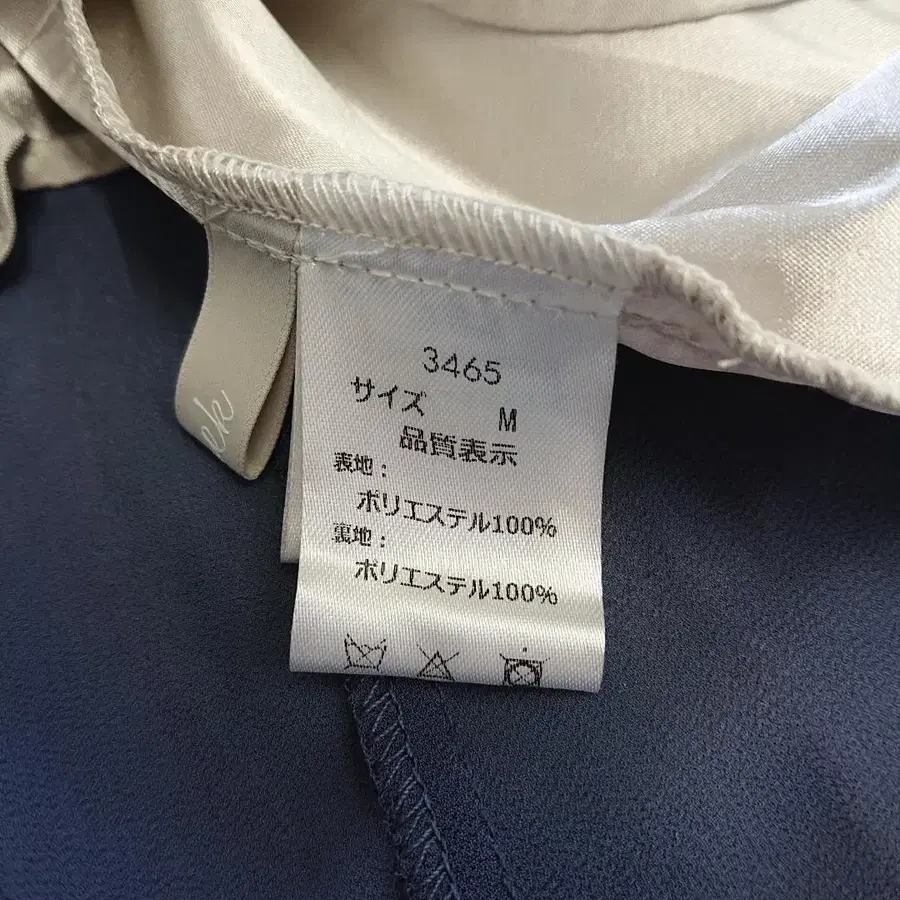 3465
サイズ M
品質表示
表地：
ポリエステル100%
裏地：
ポリエステル100%
ek